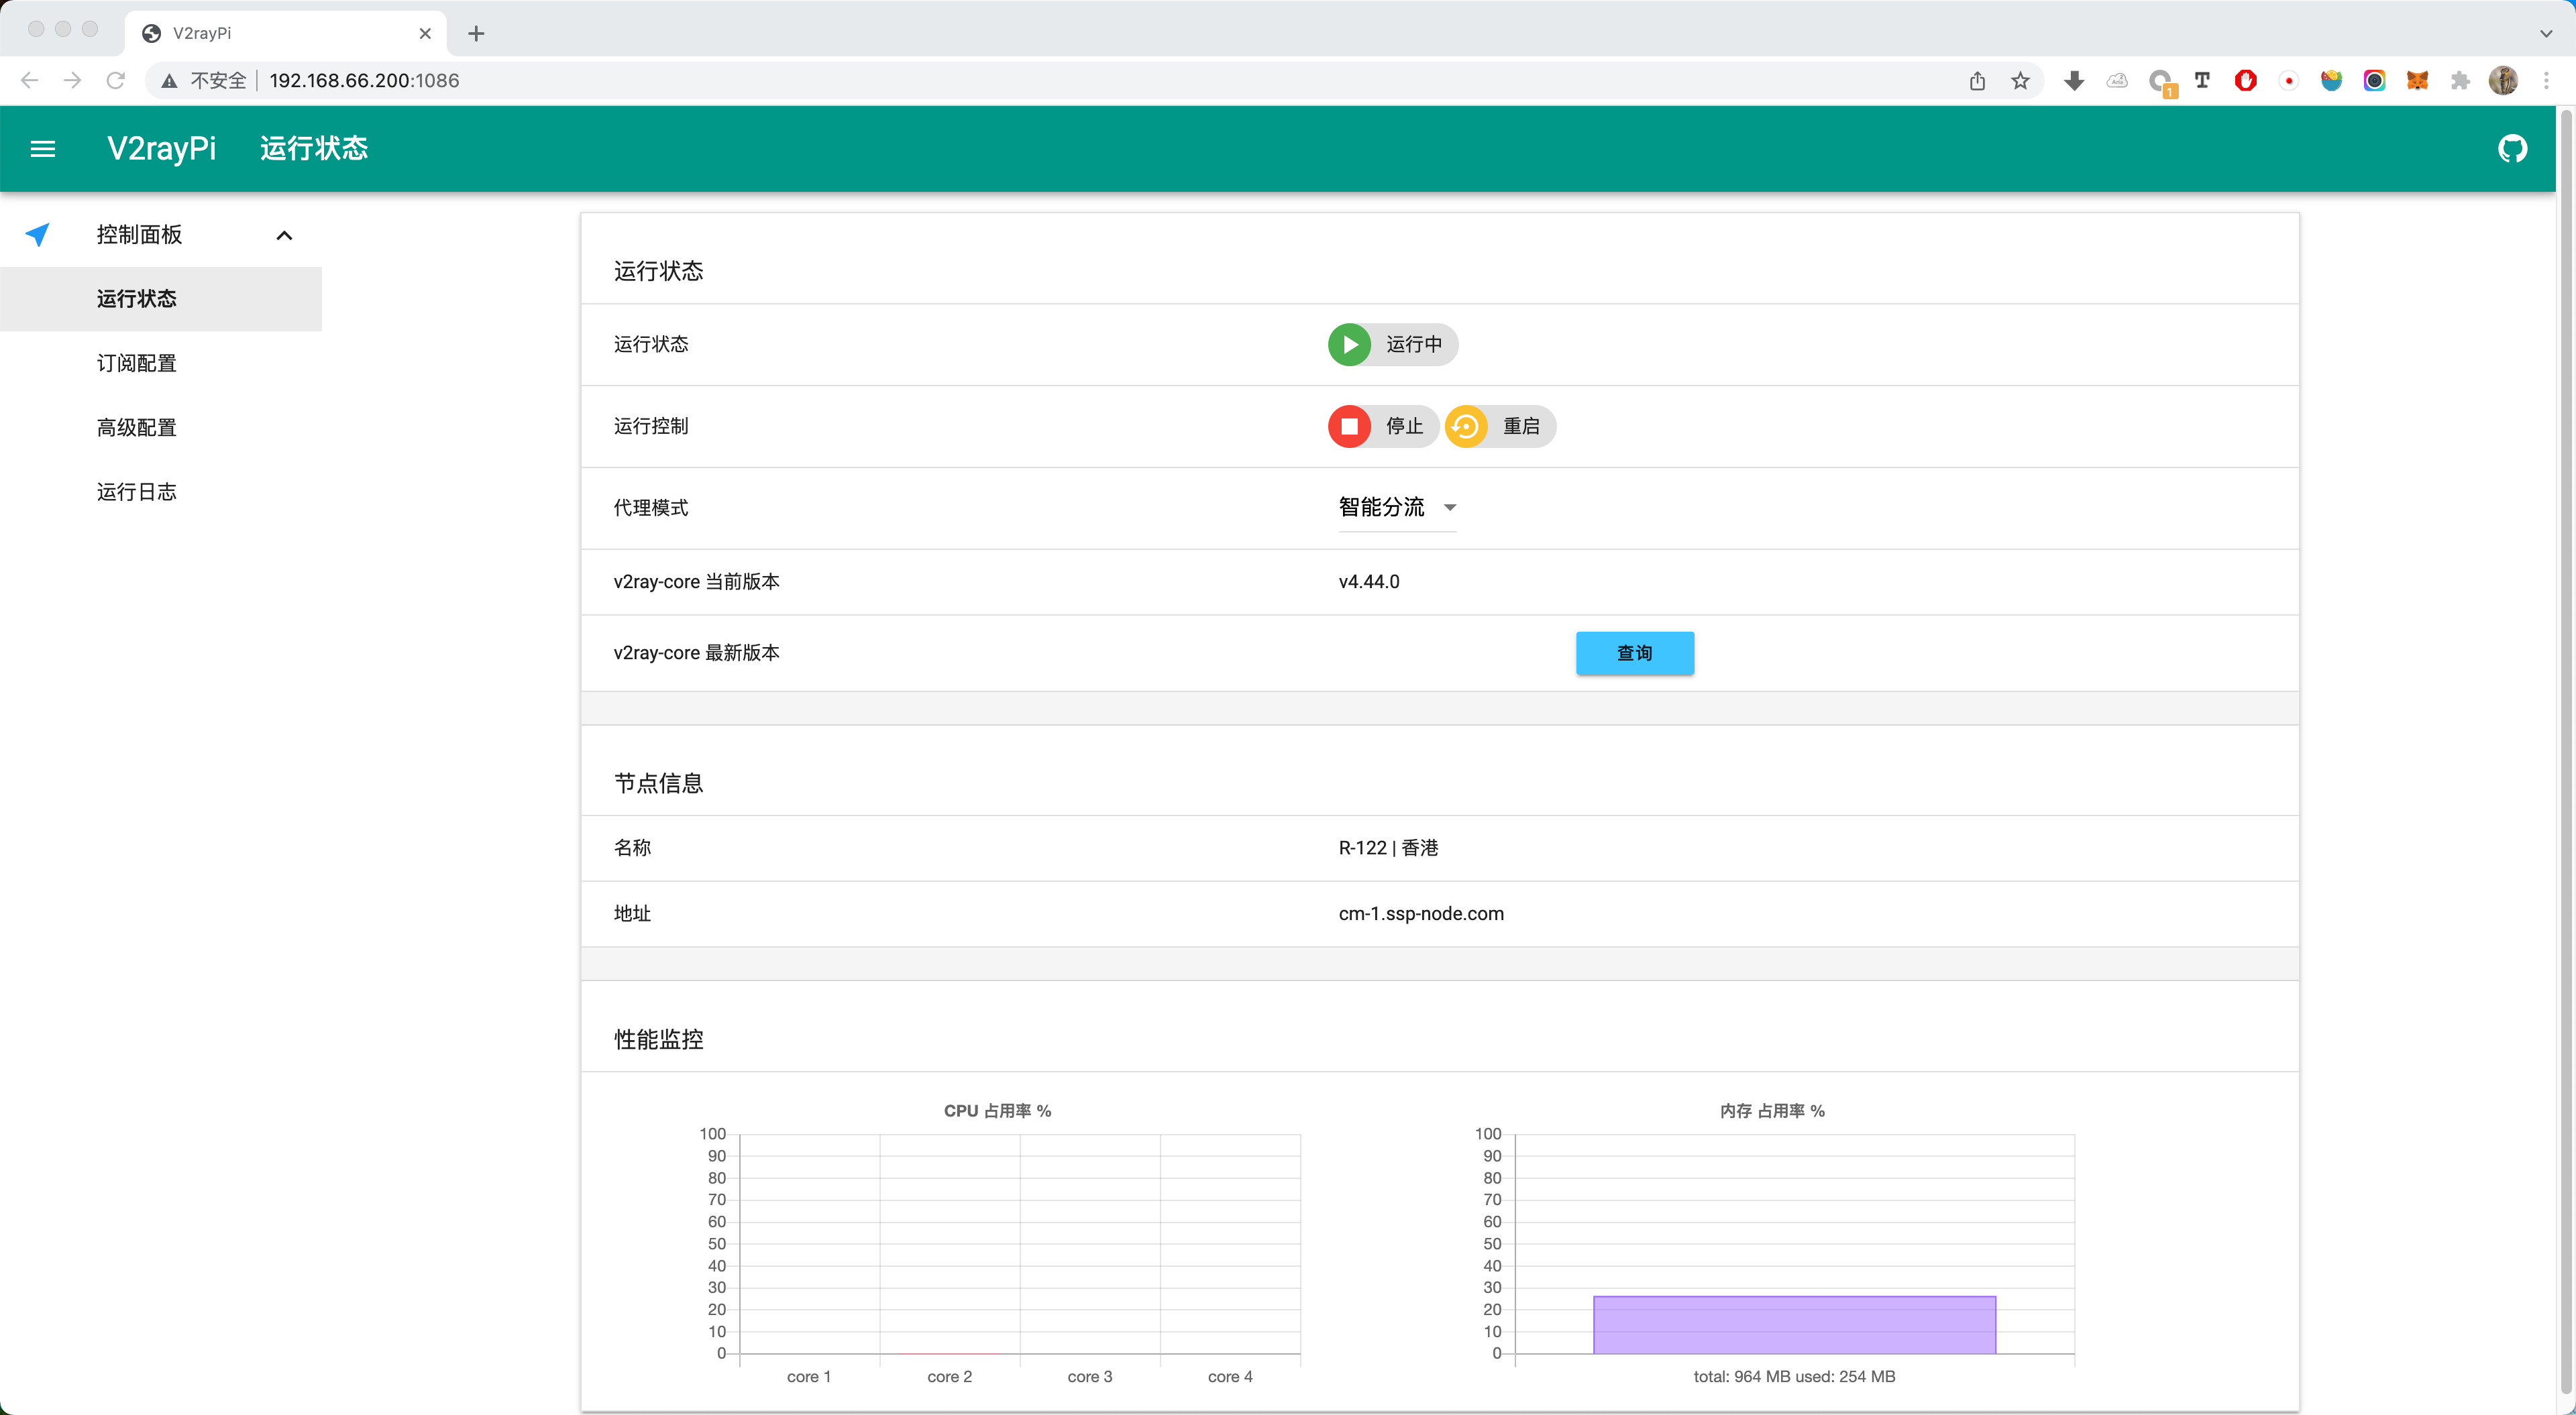 V2rayPi
不安全 192.168.66.200:1086
1
V2rayPi 运行状态
控制面板
运行状态
订阅配置
高级配置
运行日志
运行状态
运行状态 运行中
运行控制 停止 重启
代理模式 智能分流
v2ray-core 当前版本 v4.44.0
v2ray-core 最新版本 查询
节点信息
名称 R-122 | 香港
地址 cm-1.ssp-node.com
性能监控
CPU 占用率 %
100
90
80
70
60
50
40
30
20
10
0
core 1 core 2 core 3 core 4
内存 占用率 %
100
90
80
70
60
50
40
30
20
10
0
total: 964 MB used: 254 MB